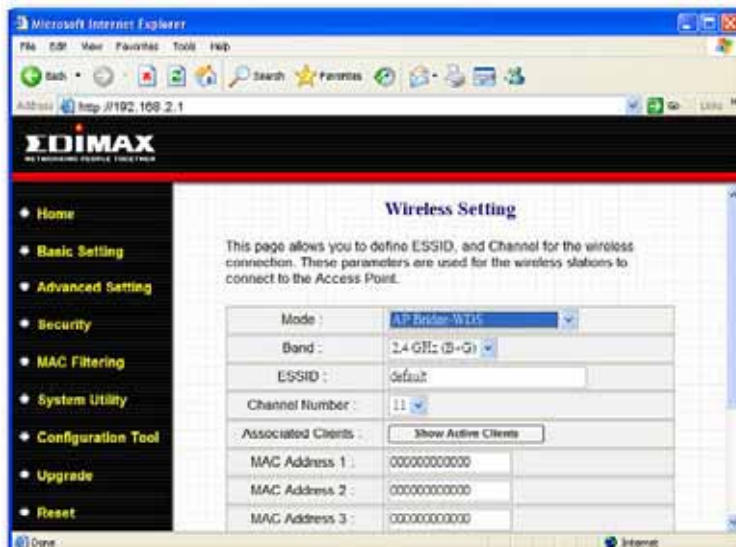 Microsoft Internet Explorer
File Edit View Favorites Tools Help
Back Search Favorites
Address http://192.168.2.1 Go Links
EDIMAX
NETWORKING PEOPLE TOGETHER
Home
Basic Setting
Advanced Setting
Security
MAC Filtering
System Utility
Configuration Tool
Upgrade
Reset
Wireless Setting
This page allows you to define ESSID, and Channel for the wireless
connection. These parameters are used for the wireless stations to
connect to the Access Point.
Mode : AP Bridge-WDS
Band : 2.4 GHz (B+G)
ESSID : default
Channel Number : 11
Associated Clients : Show Active Clients
MAC Address 1 : 000000000000
MAC Address 2 : 000000000000
MAC Address 3 : 000000000000
Done Internet